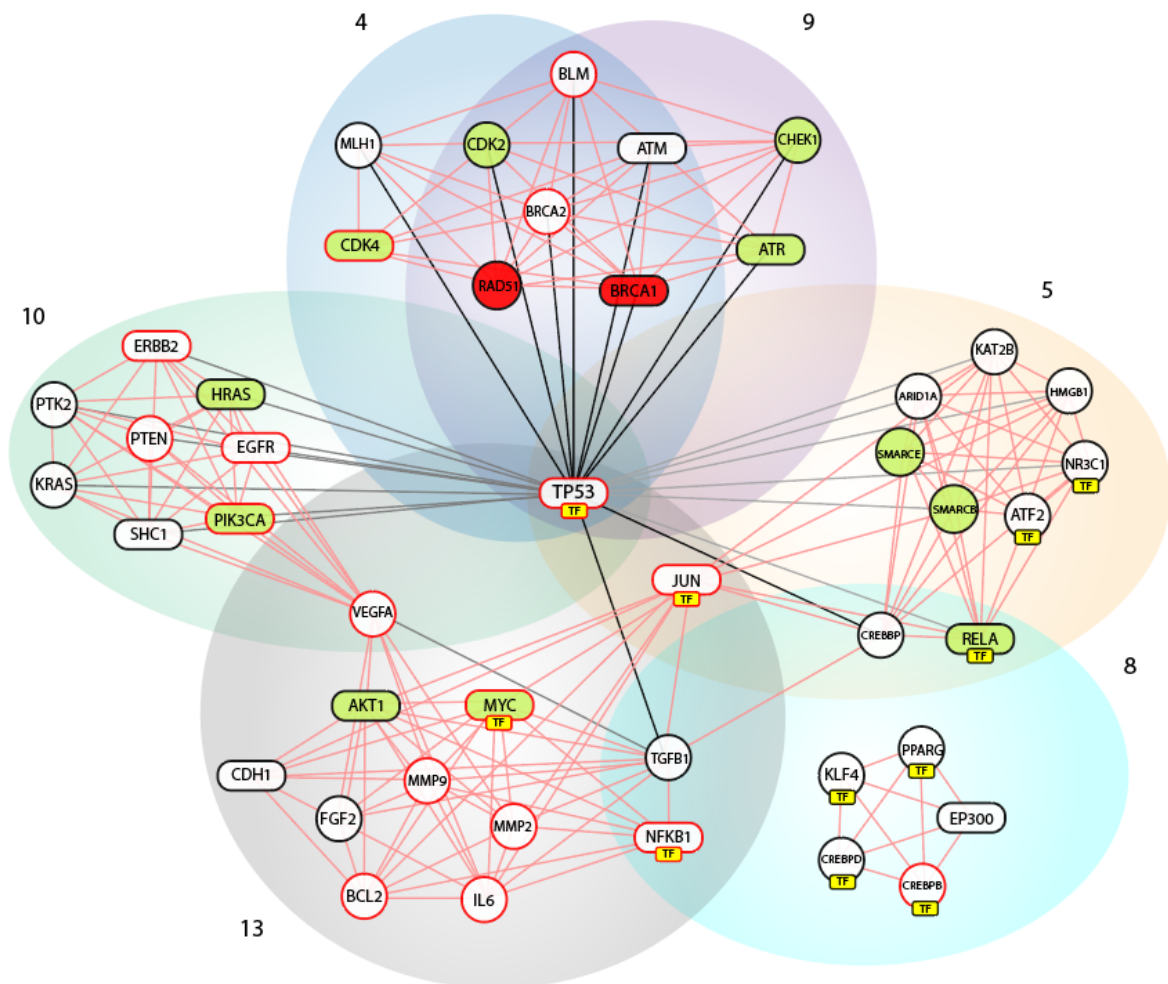 4
9
BLM
MLH1
CDK2
ATM
CHEK1
BRCA2
CDK4
ATR
RAD51
BRCA1
10
5
ERBB2
KAT2B
HRAS
ARID1A
HMGB1
PTK2
PTEN
EGFR
SMARCE
NR3C1
TF
KRAS
TP53
TF
SMARCB
ATF2
TF
PIK3CA
SHC1
JUN
TF
VEGFA
CREBBP
RELA
TF
8
AKT1
MYC
TF
TGFB1
PPARG
TF
CDH1
MMP9
KLF4
TF
FGF2
MMP2
EP300
NFKB1
TF
CREBPD
TF
BCL2
IL6
CREBPB
TF
13